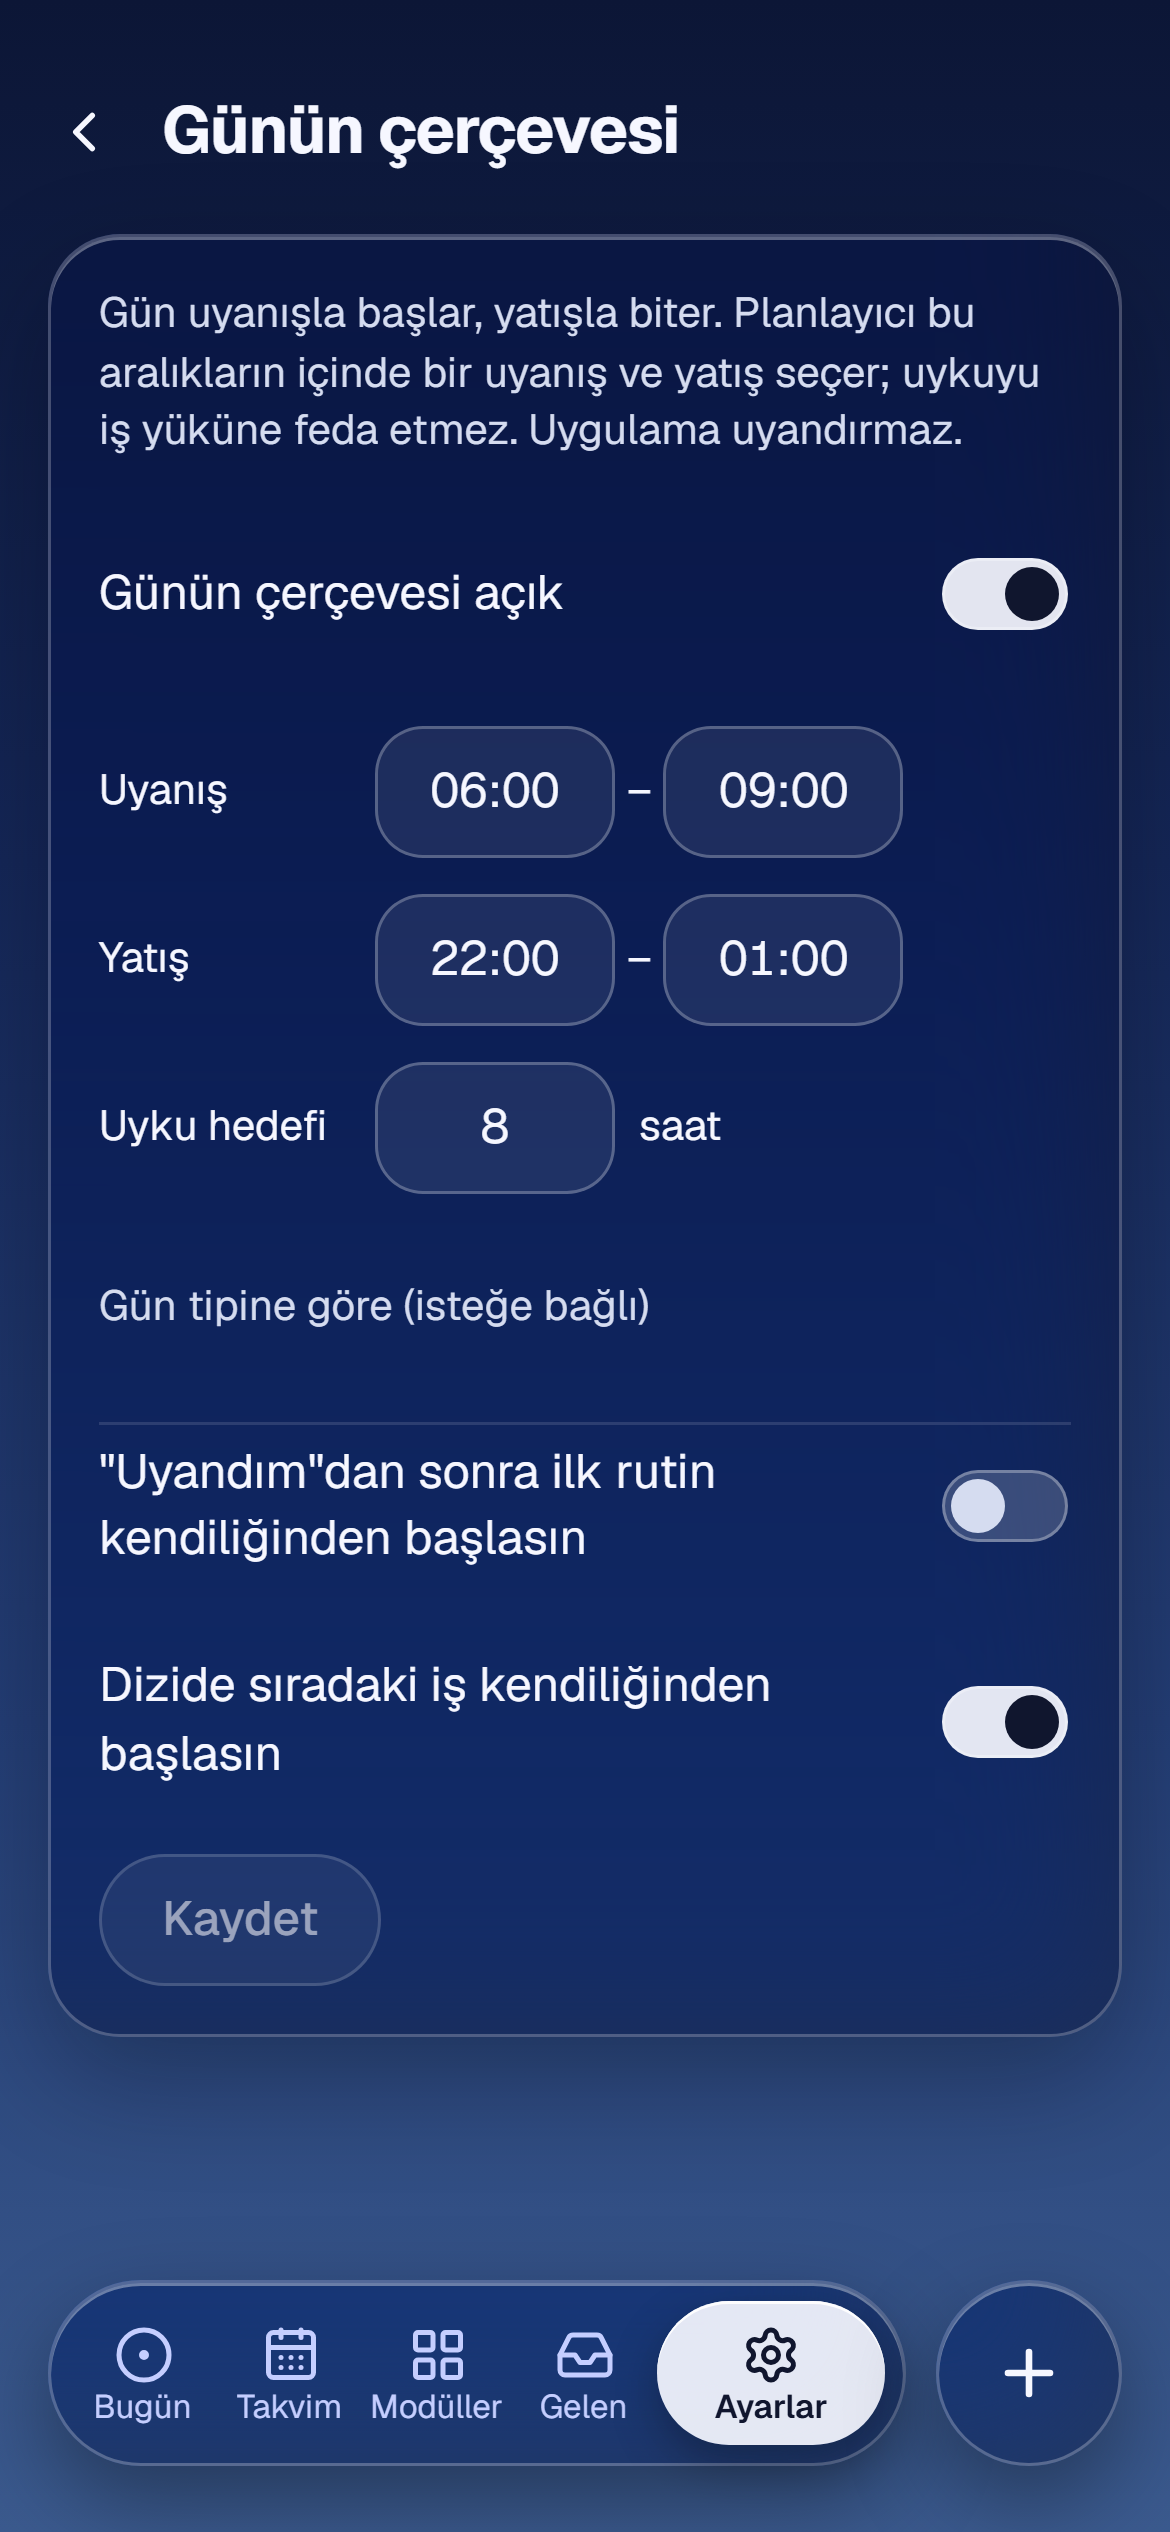 Günün çerçevesi
Gün uyanışla başlar, yatışla biter. Planlayıcı bu
aralıkların içinde bir uyanış ve yatış seçer; uykuyu
iş yüküne feda etmez. Uygulama uyandırmaz.
Günün çerçevesi açık
Uyanış 06:00 – 09:00
Yatış 22:00 – 01:00
Uyku hedefi 8 saat
Gün tipine göre (isteğe bağlı)
"Uyandım"dan sonra ilk rutin
kendiliğinden başlasın
Dizide sıradaki iş kendiliğinden
başlasın
Kaydet
Bugün Takvim Modüller Gelen Ayarlar